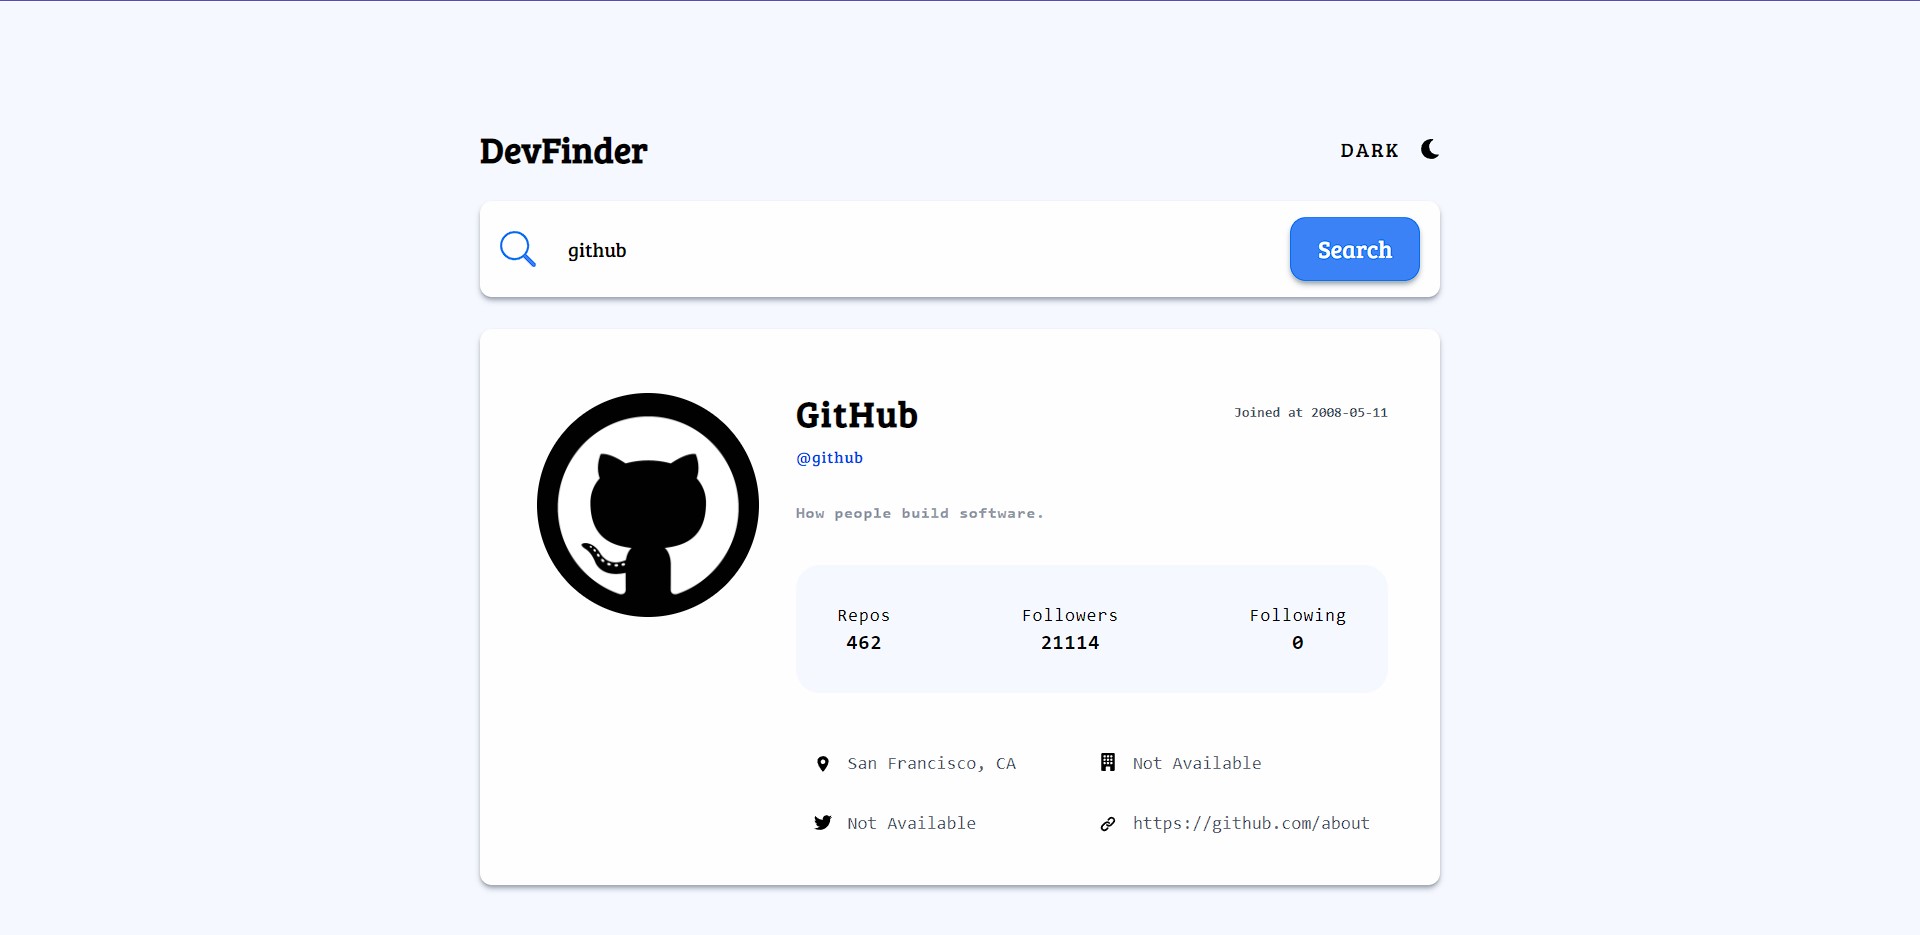 DevFinder
DARK
github
Search
GitHub
Joined at 2008-05-11
@github
How people build software.
Repos
Followers
Following
462
21114
0
San Francisco, CA
Not Available
Not Available
https://github.com/about